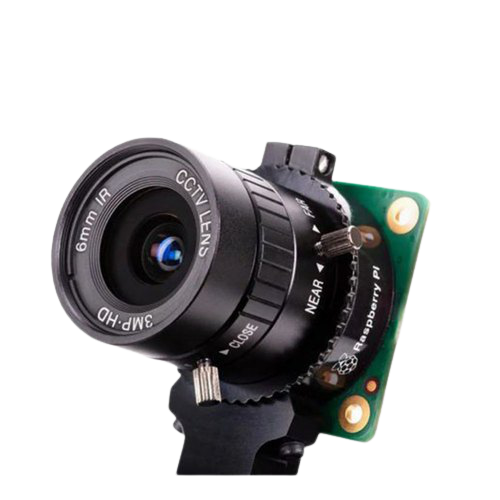 CCTV LENS
6mm IR
3MP·HD
CLOSE
NEAR
FAR
Raspberry Pi